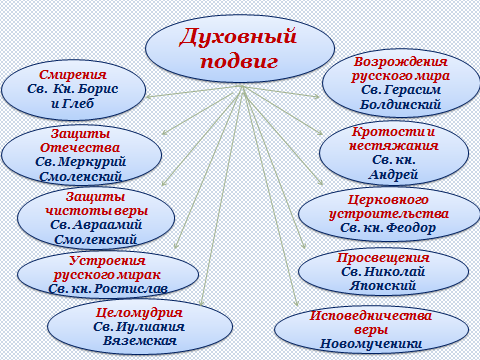 Духовный
подвиг
Смирения
Св. Кн. Борис
и Глеб
Защиты
Отечества
Св. Меркурий
Смоленский
Защиты
чистоты веры
Св. Авраамий
Смоленский
Устроения
русского мирак
Св. кн. Ростислав
Целомудрия
Св. Иулиания
Вяземская
Возрождения
русского мира
Св. Герасим
Болдинский
Кротости и
нестяжания
Св. кн.
Андрей
Церковного
устроительства
Св. кн. Феодор
Просвещения
Св. Николай
Японский
Исповедничества
веры
Новомученики